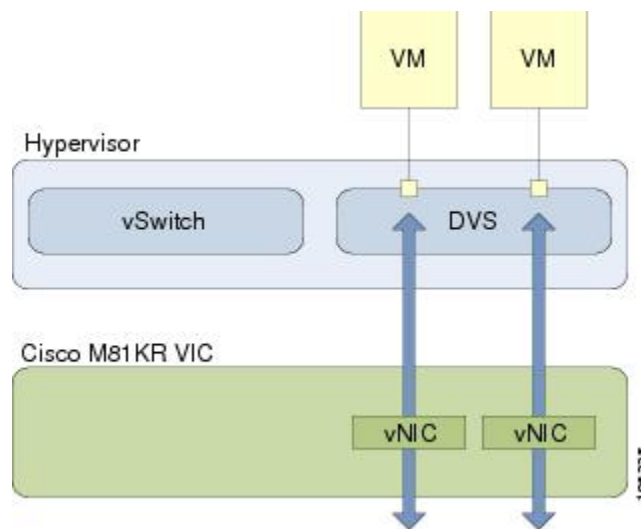 VM VM
Hypervisor
vSwitch DVS
Cisco M81KR VIC
vNIC vNIC